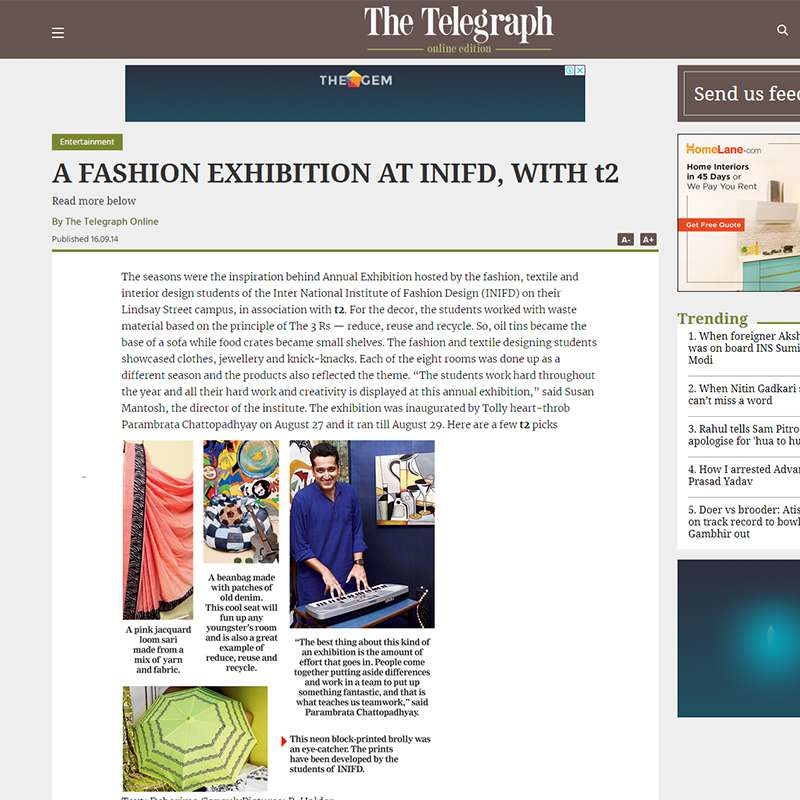 The Telegraph
online edition
THE GEM
Send us
Entertainment
A FASHION EXHIBITION AT INIFD, WITH t2
Read more below
By The Telegraph Online
Published 16.09.14
A- A+
The seasons were the inspiration behind Annual Exhibition hosted by the fashion, textile and
interior design students of the Inter National Institute of Fashion Design (INIFD) on their
Lindsay Street campus, in association with t2. For the decor, the students worked with waste
material based on the principle of The 3 Rs — reduce, reuse and recycle. So, oil tins became the
base of a sofa while food crates became small shelves. The fashion and textile designing students
showcased clothes, jewellery and knick-knacks. Each of the eight rooms was done up as a
different season and the products also reflected the theme. “The students work hard throughout
the year and all their hard work and creativity is displayed at this annual exhibition,” said Susan
Mantosh, the director of the institute. The exhibition was inaugurated by Tolly heart-throb
Parambrata Chattopadhyay on August 27 and it ran till August 29. Here are a few t2 picks
A pink jacquard
loom sari
made from a
mix of yarn
and fabric.
A beanbag made
with patches of
old denim.
This cool seat will
fun up any
youngster's room
and is also a great
example of
reduce, reuse and
recycle.
“The best thing about this kind of
an exhibition is the amount of
effort that goes in. People come
together putting aside differences
and work in a team to put up
something fantastic, and that is
what teaches us teamwork,” said
Parambrata Chattopadhyay.
This neon block-printed brolly was
an eye-catcher. The prints
have been developed by the
students of INIFD.
HomeLane.com
Home Interiors
in 45 Days or
We Pay You Rent
Get Free Quote
Trending
1. When foreigner
was on board INS
Modi
2. When Nitin Gadkari
can't miss a word
3. Rahul tells Sam
apologise for 'hua to
4. How I arrested
Prasad Yadav
5. Doer vs brooder:
on track record to
Gambhir out